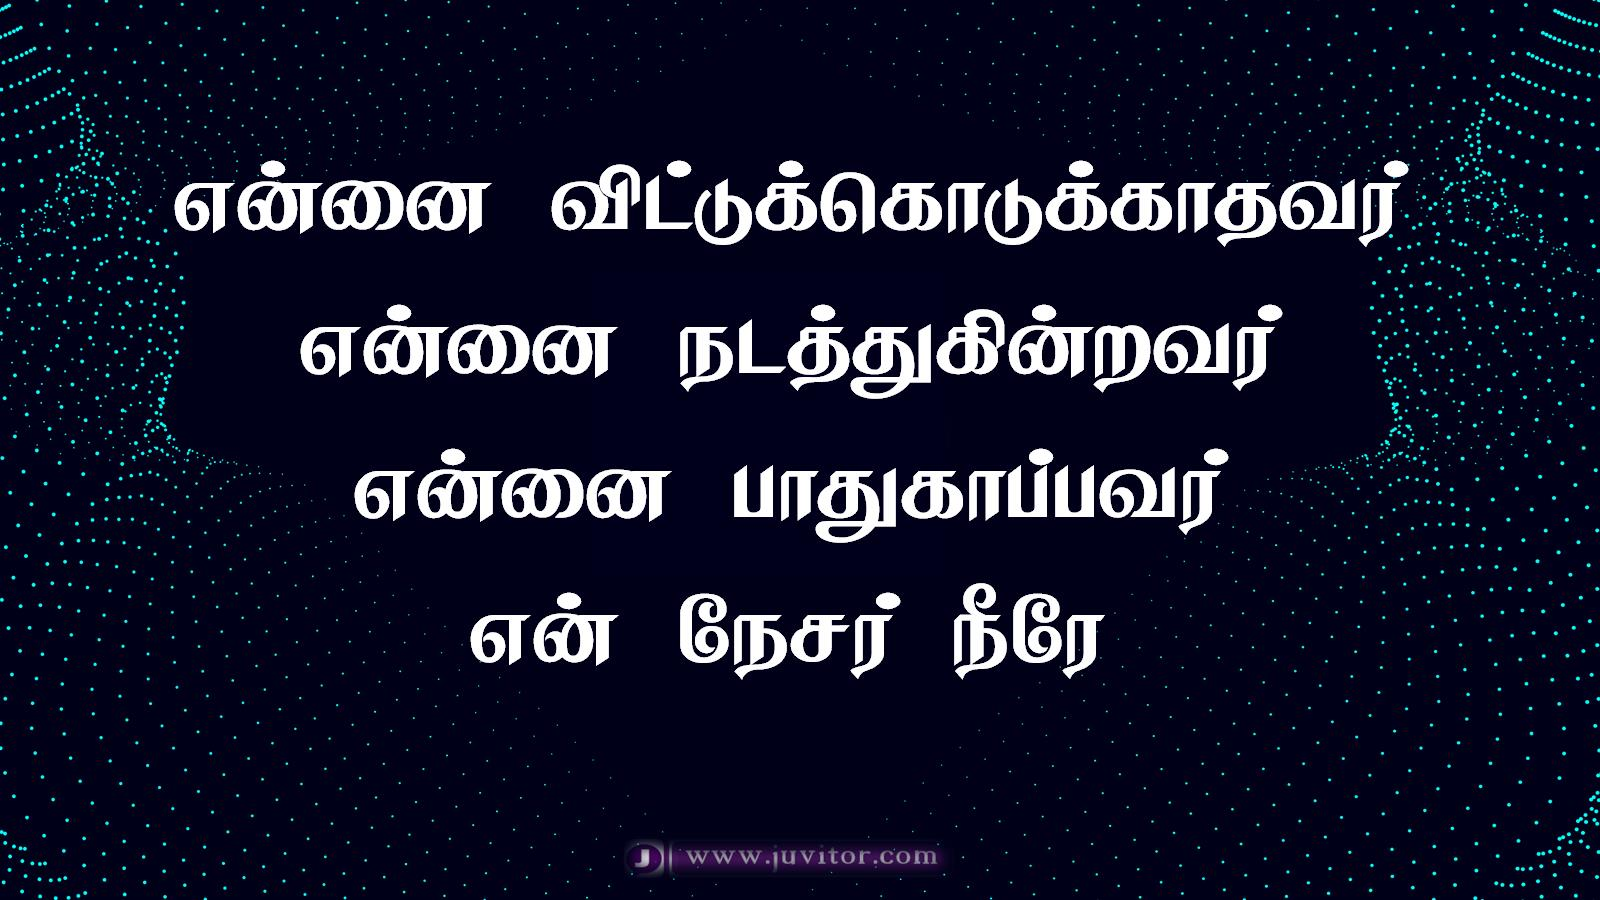 என்னை விட்டுக்கொடுக்காதவர்
என்னை நடத்துகின்றவர்
என்னை பாதுகாப்பவர்
என் நேசர் நீரே
J www.juvitor.com